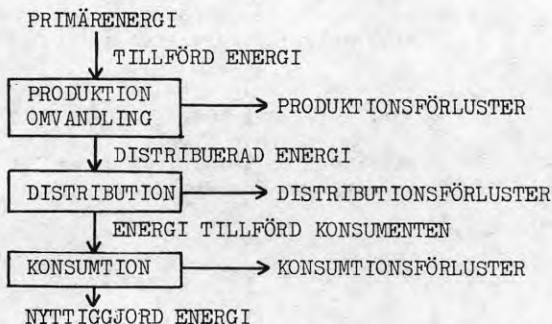 PRIMÄRENERGI
TILLFÖRD ENERGI
PRODUKTION
OMVANDLING
PRODUKTIONSFÖRLUSTER
DISTRIBUERAD ENERGI
DISTRIBUTION
DISTRIBUTIONSFÖRLUSTER
ENERGI TILLFÖRD KONSUMENTEN
KONSUMTION
KONSUMTIONSFÖRLUSTER
NYTTIGGJORD ENERGI